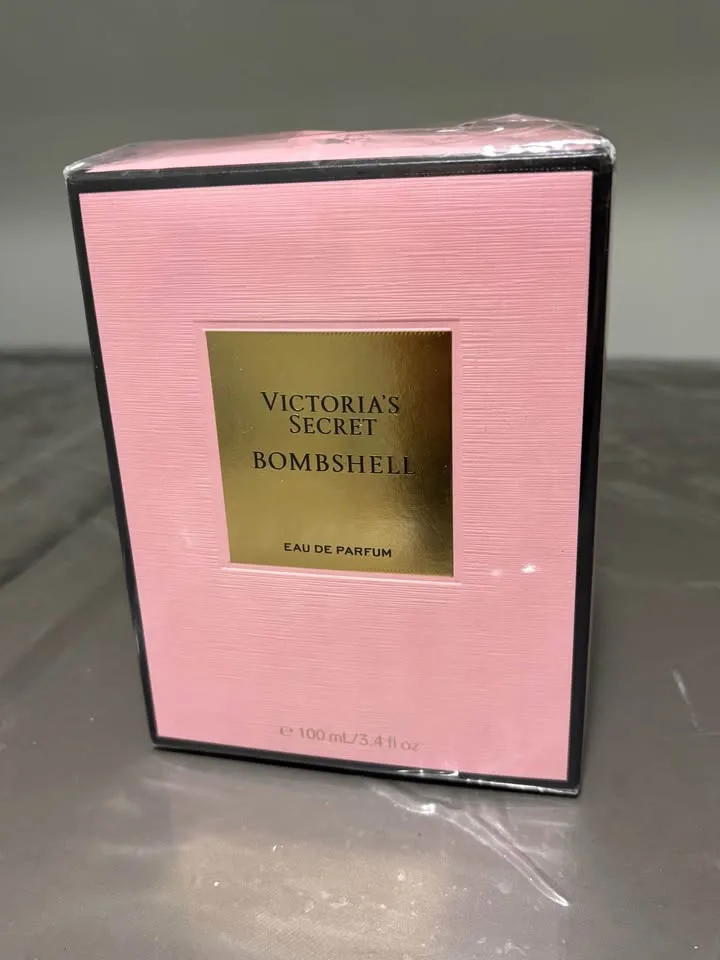 VICTORIA'S
SECRET
BOMBSHELL
EAU DE PARFUM
℮ 100 mL/3.4 fl oz